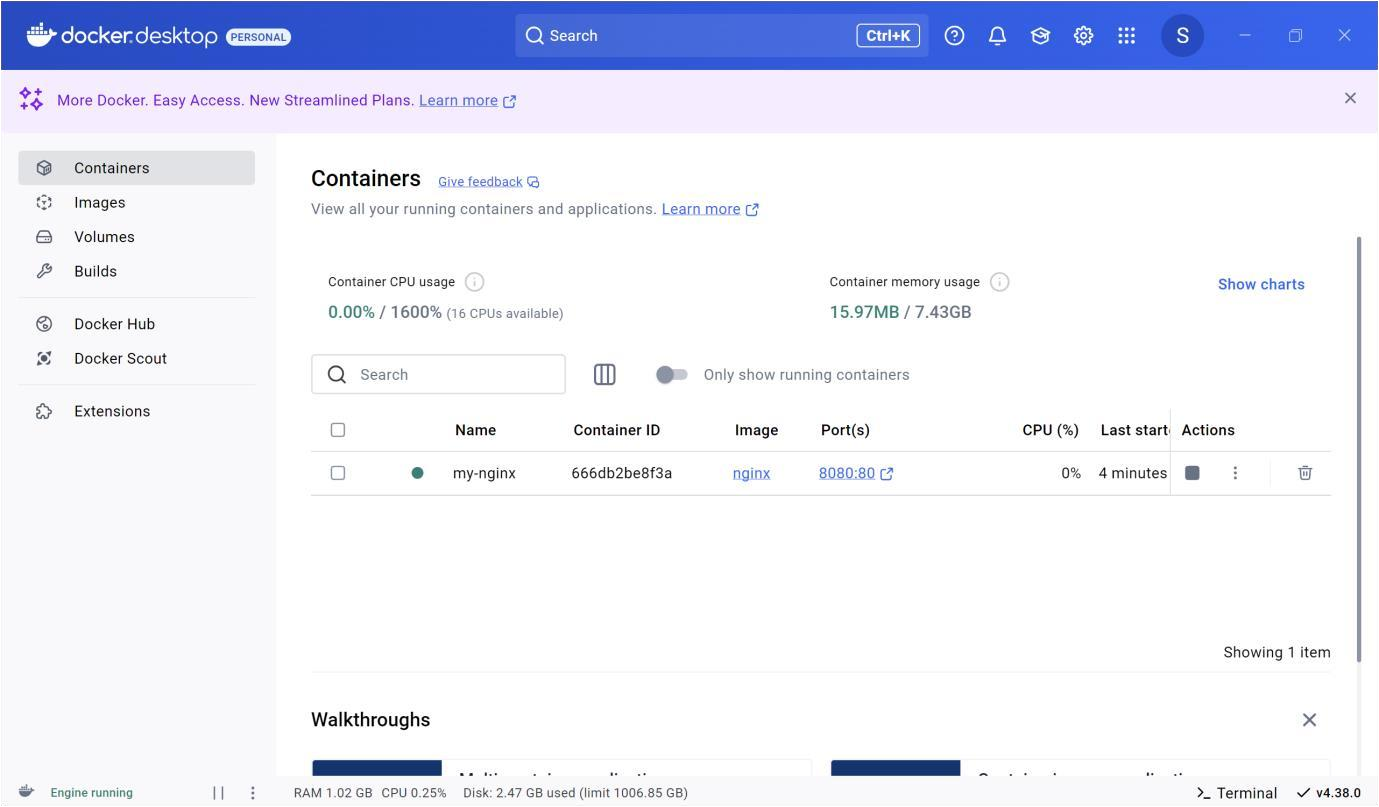 docker.desktop PERSONAL
Search Ctrl+K
S
More Docker. Easy Access. New Streamlined Plans. Learn more
Containers
Images
Volumes
Builds
Docker Hub
Docker Scout
Extensions
Containers Give feedback
View all your running containers and applications. Learn more
Container CPU usage
0.00% / 1600% (16 CPUs available)
Container memory usage
15.97MB / 7.43GB
Show charts
Search
Only show running containers
Name Container ID Image Port(s) CPU (%) Last start Actions
my-nginx 666db2be8f3a nginx 8080:80 0% 4 minutes
Showing 1 item
Walkthroughs
Engine running RAM 1.02 GB CPU 0.25% Disk: 2.47 GB used (limit 1006.85 GB) Terminal v4.38.0